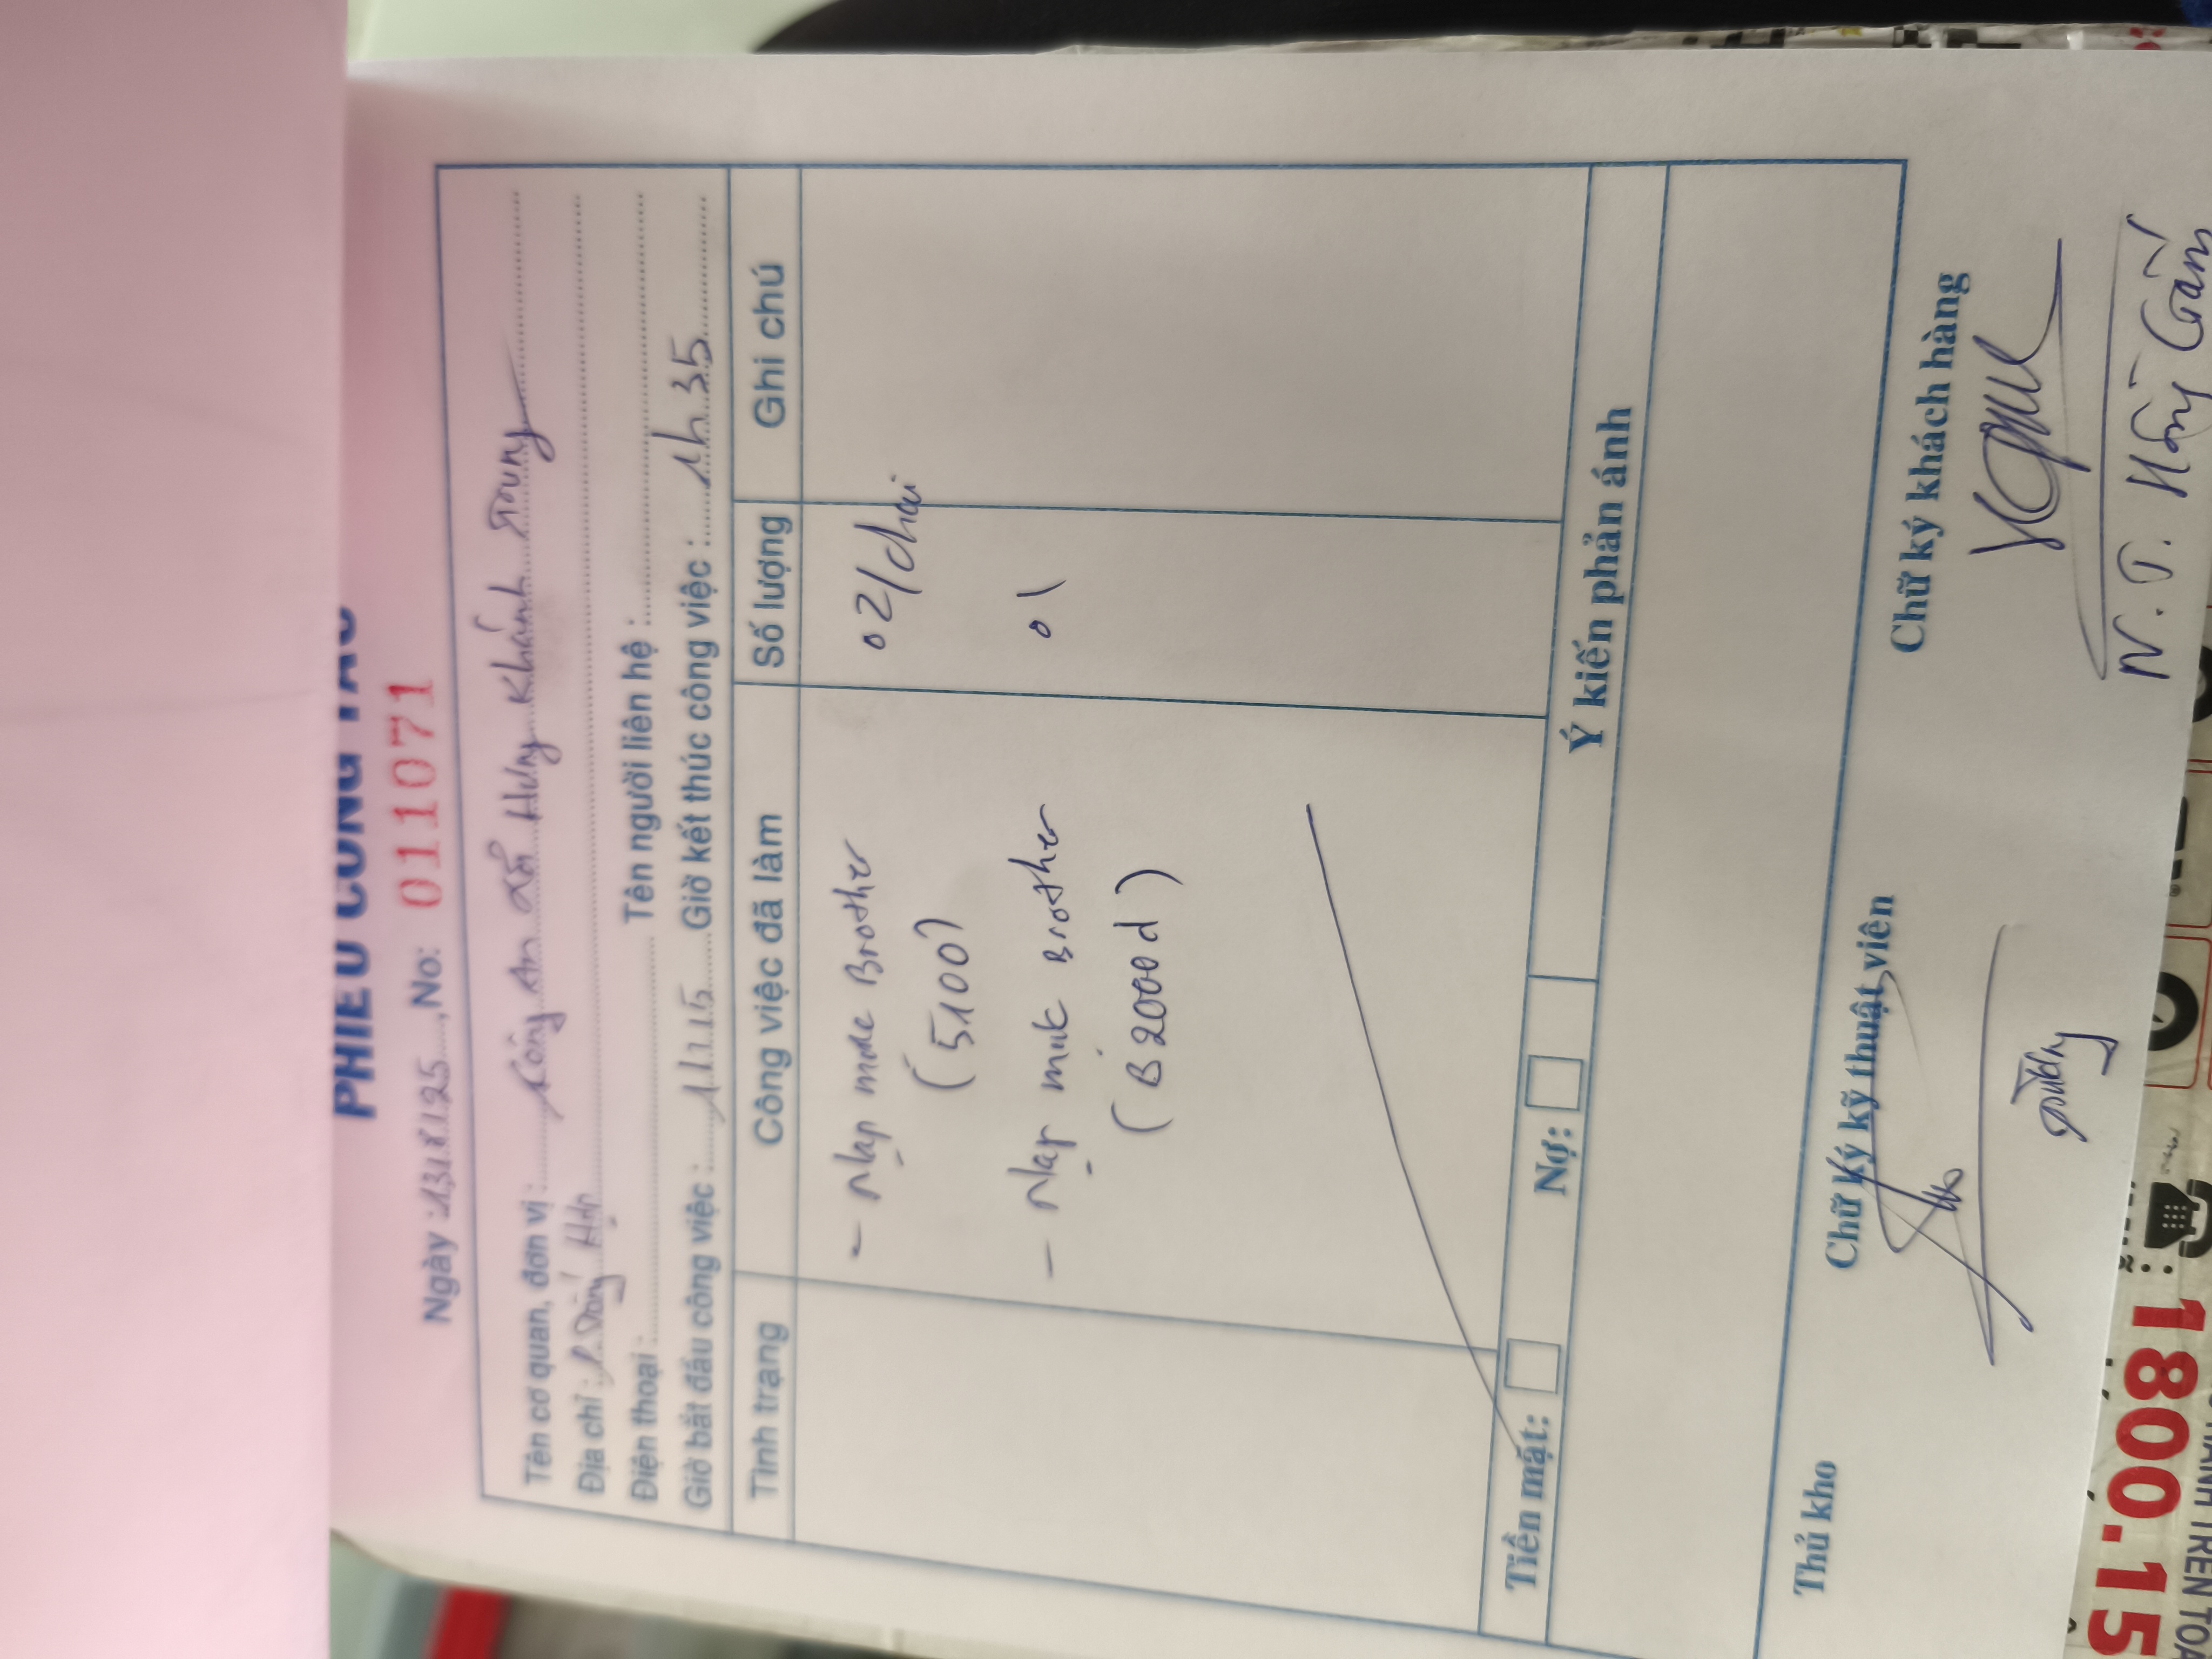 PHIẾU CÔNG TÁC
Ngày : 13/ /25 , No: 0111071
Tên cơ quan, đơn vị : Công An xã Hưng Khánh Trung
Địa chỉ :
Điện thoại : Tên người liên hệ :
Giờ bắt đầu công việc : Giờ kết thúc công việc : 1h35
Tình trạng Công việc đã làm Số lượng Ghi chú
- Nạp mực Brother 02/chai
(5100)
- Nạp mực Brother 01
(B2000d)
Tiền mặt: Nợ: Ý kiến phản ánh
Thủ kho Chữ ký kỹ thuật viên Chữ ký khách hàng
N.T. Hồng Cẩm
1800.15